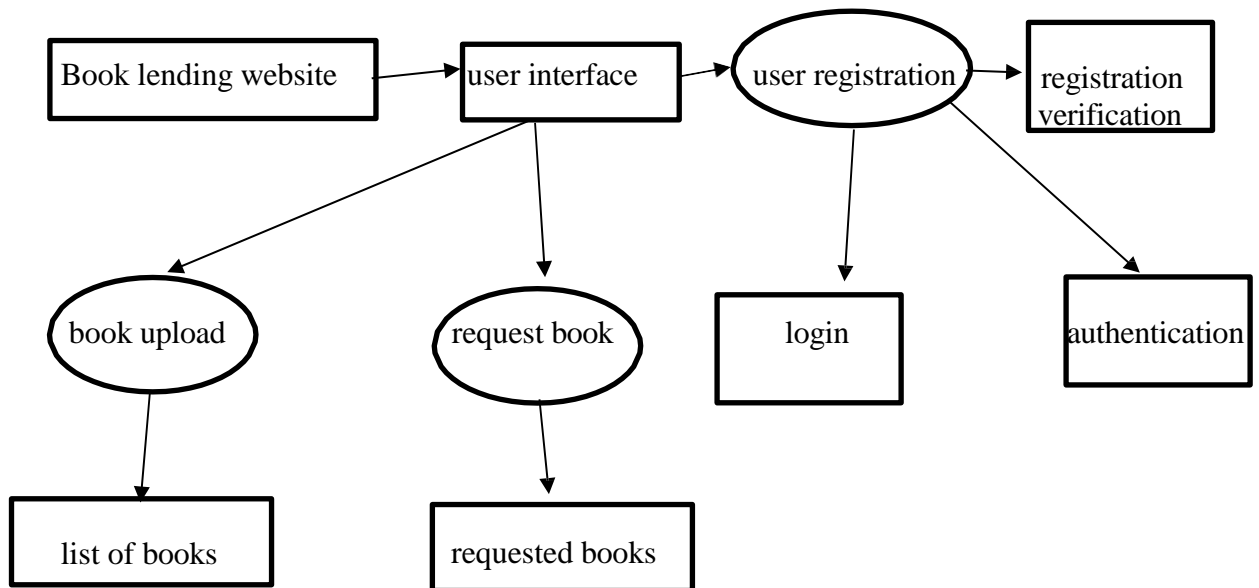 Book lending website
user interface
user registration
registration
verification
book upload
request book
login
authentication
list of books
requested books